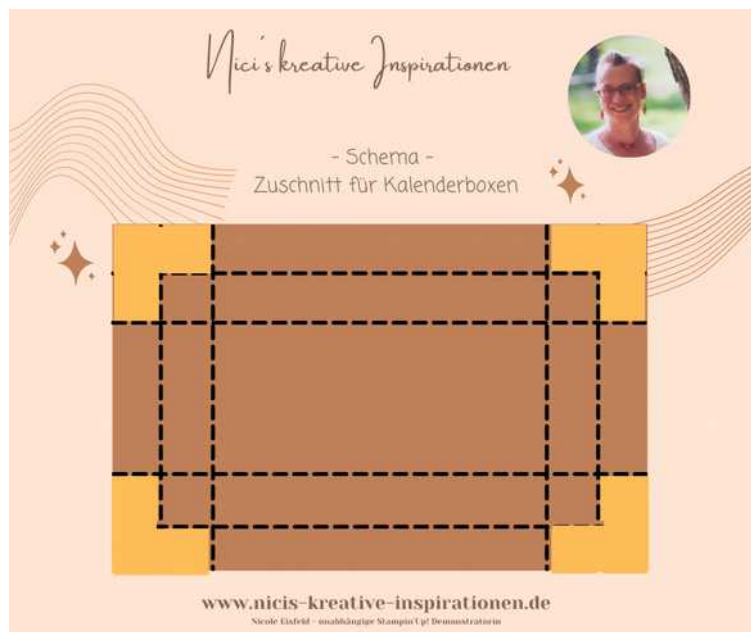 Nici's kreative Inspirationen
- Schema -
Zuschnitt für Kalenderboxen
www.nicis-kreative-inspirationen.de
Nicole Eisfeld - unabhängige Stampin'Up! Demonstratorin